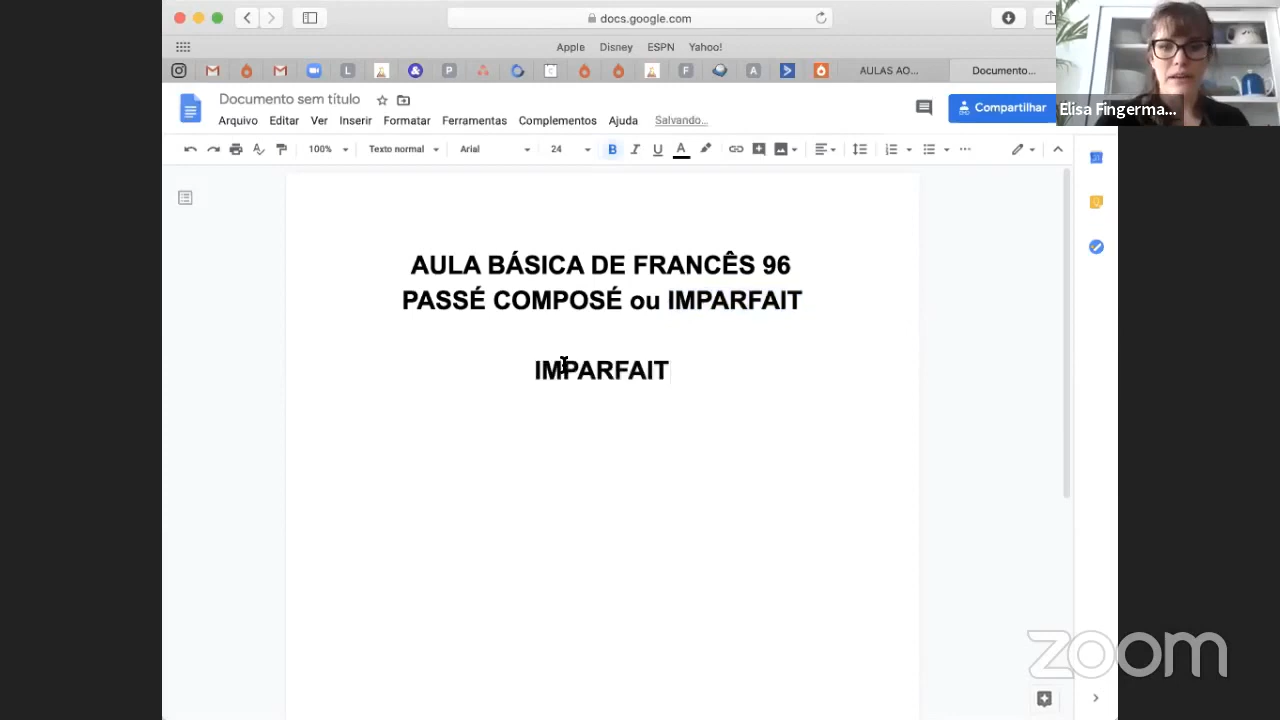 docs.google.com
Apple Disney ESPN Yahoo!
L & P C F A AULAS AO... Documento...
Documento sem título
Arquivo Editar Ver Inserir Formatar Ferramentas Complementos Ajuda Salvando...
Compartilhar
Elisa Fingerma...
100% Texto normal Arial 24 B I U A
AULA BÁSICA DE FRANCÊS 96
PASSÉ COMPOSÉ ou IMPARFAIT
IMPARFAIT
zoom